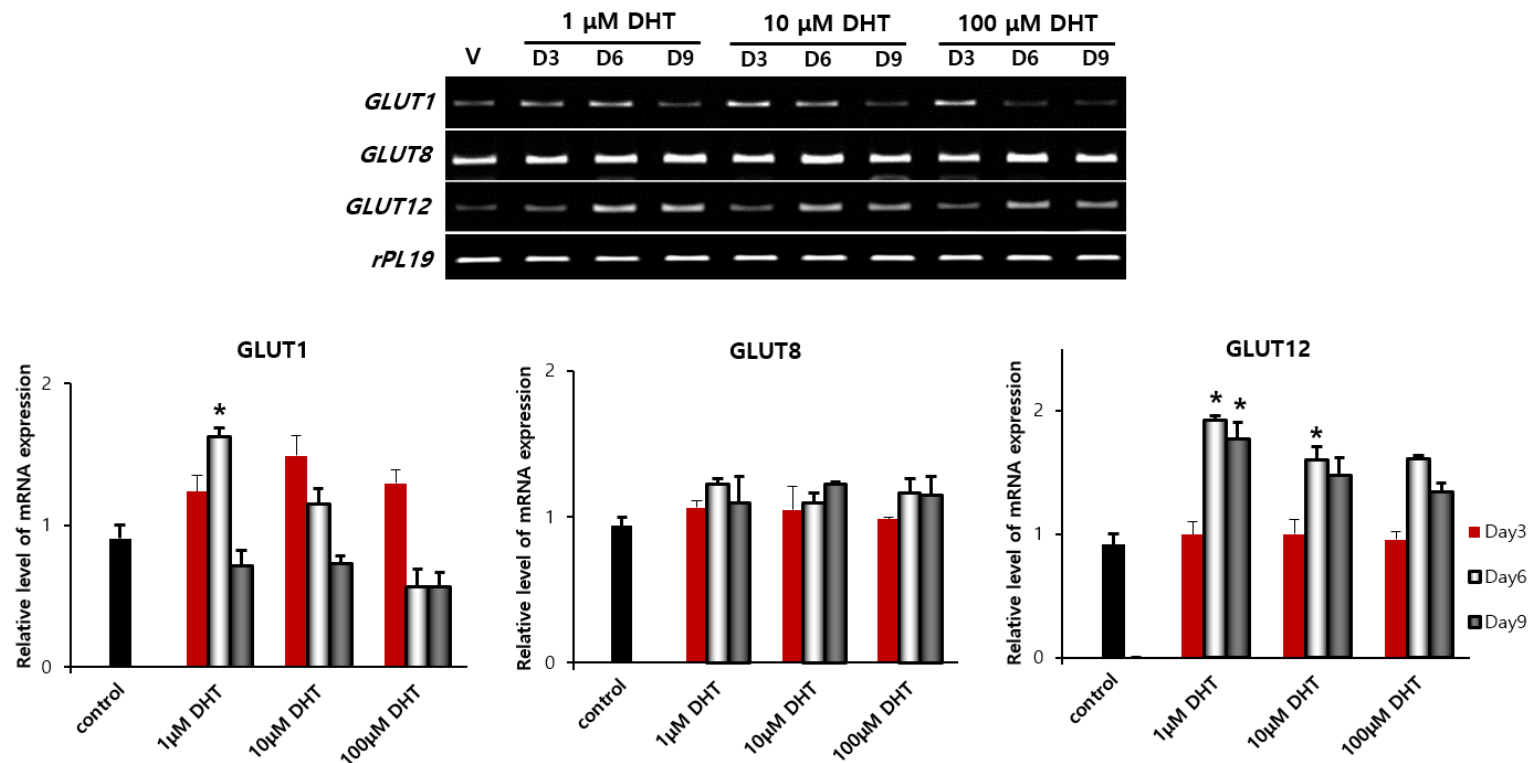 1 μM DHT 10 μM DHT 100 μM DHT
V D3 D6 D9 D3 D6 D9 D3 D6 D9
GLUT1
GLUT8
GLUT12
rPL19
GLUT1
Relative level of mRNA expression
2
*
1
0
control 1μM DHT 10μM DHT 100μM DHT
GLUT8
Relative level of mRNA expression
2
1
0
control 1μM DHT 10μM DHT 100μM DHT
GLUT12
Relative level of mRNA expression
2
* * *
1
0
control 1μM DHT 10μM DHT 100μM DHT
Day3
Day6
Day9